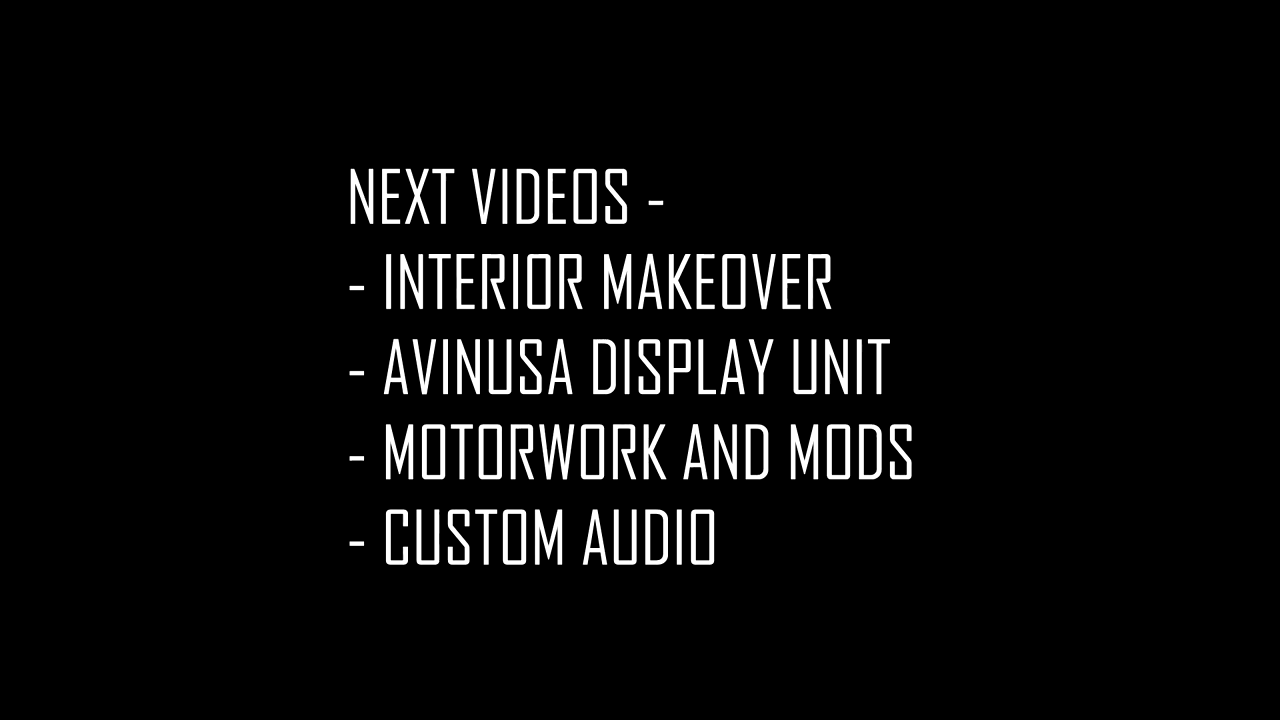 NEXT VIDEOS -
- INTERIOR MAKEOVER
- AVINUSA DISPLAY UNIT
- MOTORWORK AND MODS
- CUSTOM AUDIO